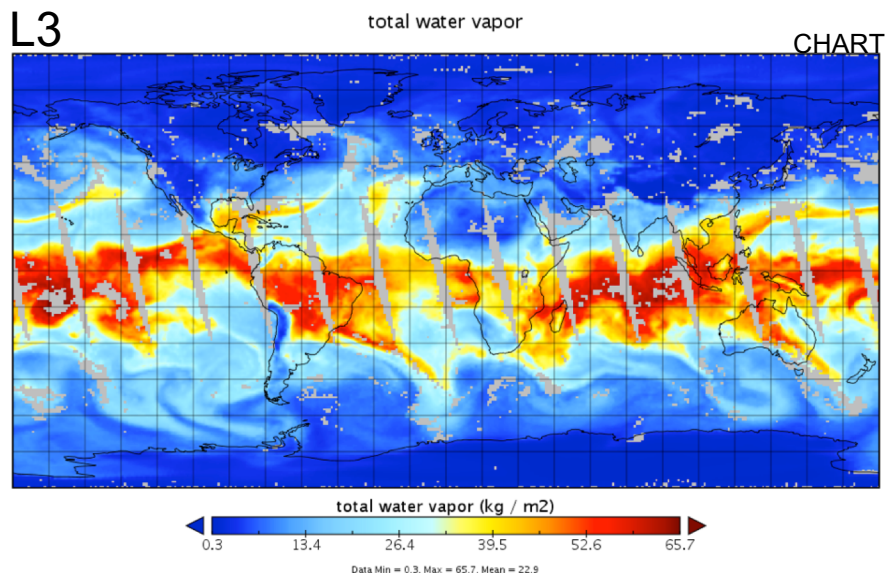 L3
total water vapor
CHART
total water vapor (kg / m2)
0.3 13.4 26.4 39.5 52.6 65.7
Data Min = 0.3, Max = 65.7, Mean = 22.9